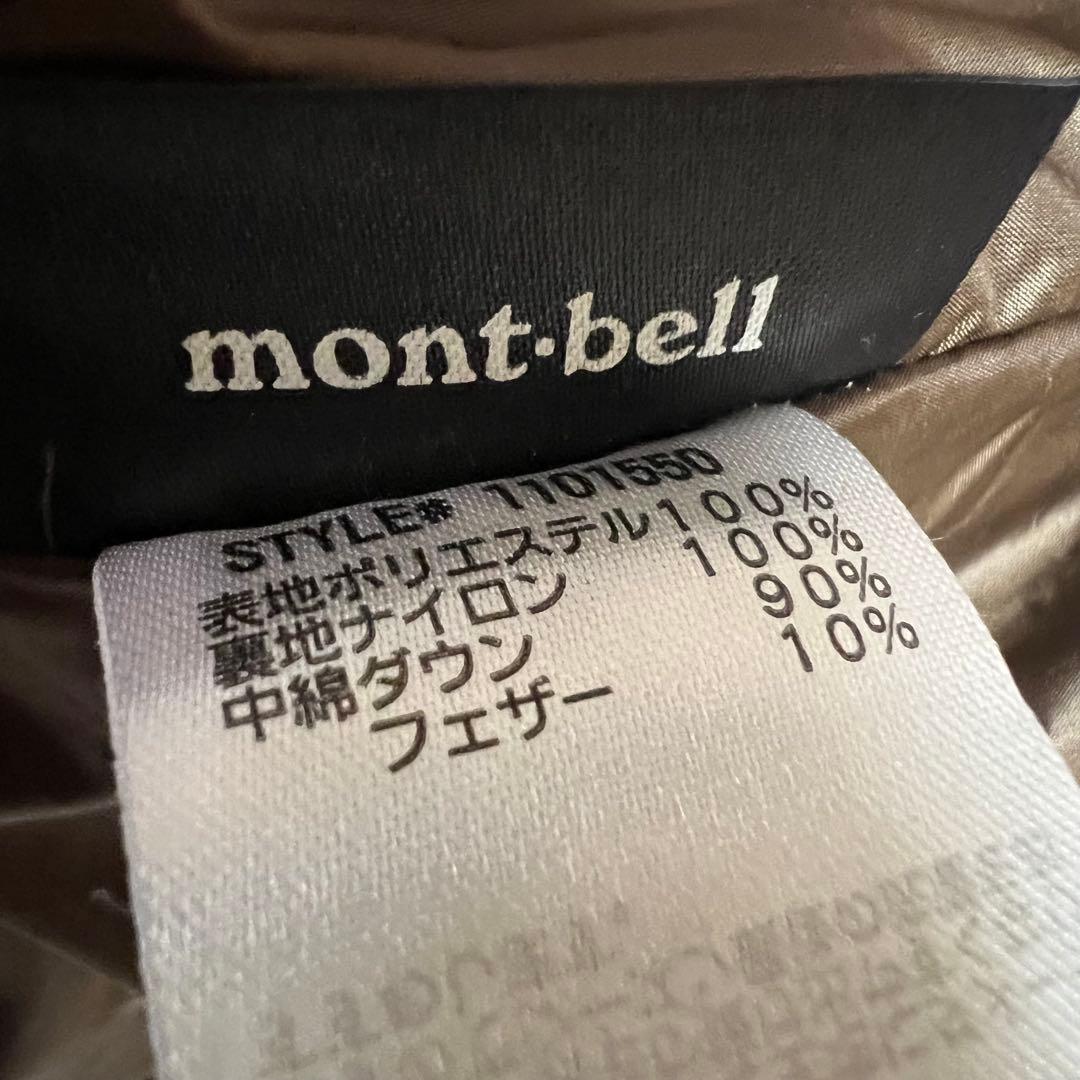 mont·bell
STYLE# 1101550
表地ポリエステル100%
裏地ナイロン 100%
中綿ダウン 90%
フェザー 10%